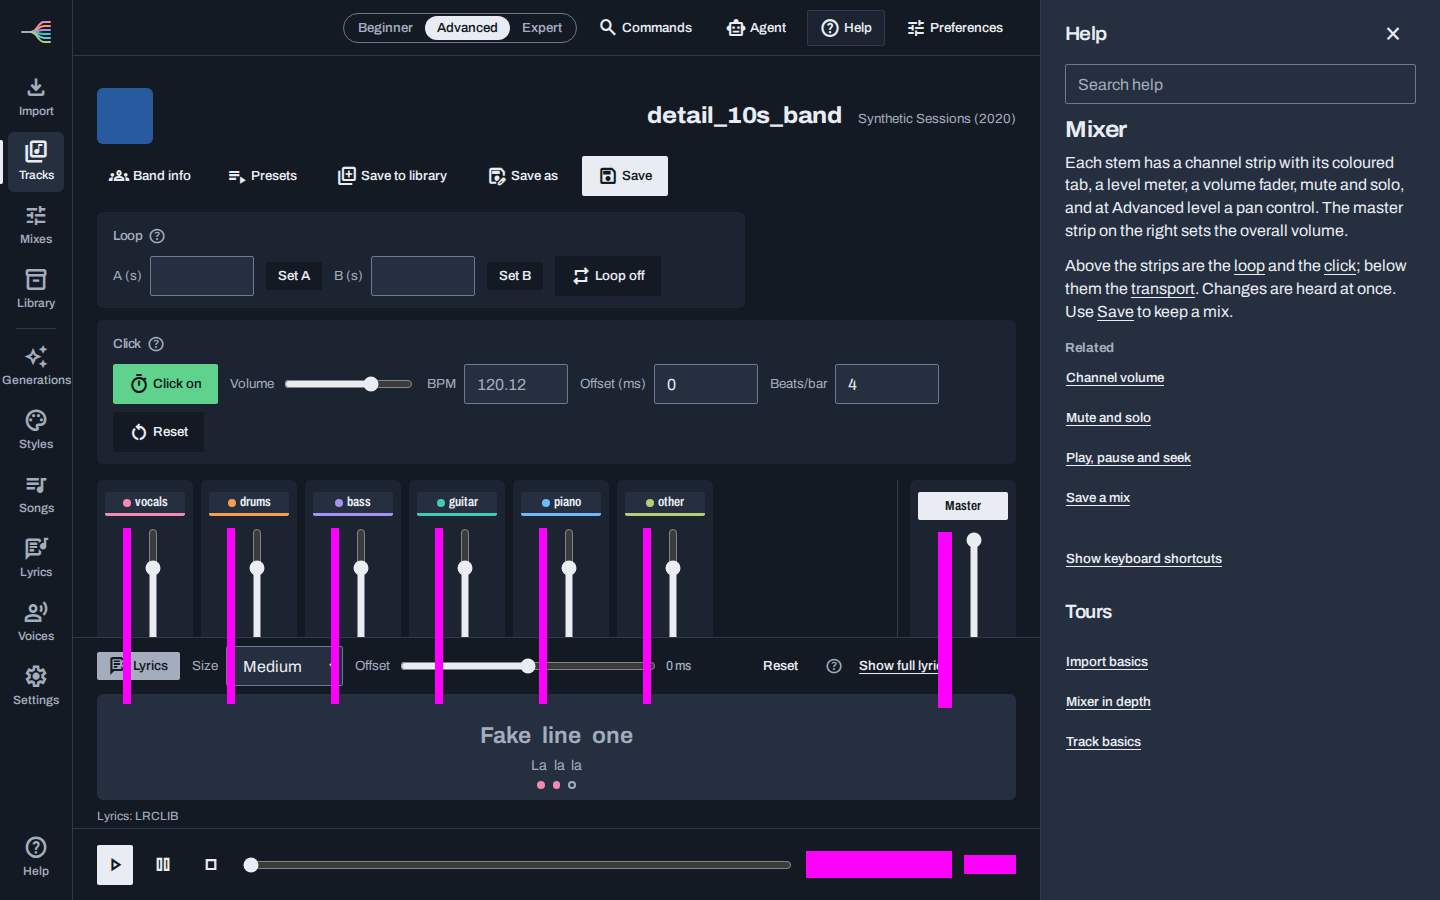 Beginner Advanced Expert Commands Agent Help Preferences
Import
Tracks
Mixes
Library
Generations
Styles
Songs
Lyrics
Voices
Settings
Help
detail_10s_band Synthetic Sessions (2020)
Band info Presets Save to library Save as Save
Loop
A (s) Set A B (s) Set B Loop off
Click
Click on Volume BPM 120.12 Offset (ms) 0 Beats/bar 4
Reset
vocals drums bass guitar piano other Master
Lyrics Size Medium Offset 0 ms Reset Show full
Fake line one
La la la
Lyrics: LRCLIB
Help
Search help
Mixer
Each stem has a channel strip with its coloured
tab, a level meter, a volume fader, mute and solo,
and at Advanced level a pan control. The master
strip on the right sets the overall volume.
Above the strips are the loop and the click; below
them the transport. Changes are heard at once.
Use Save to keep a mix.
Related
Channel volume
Mute and solo
Play, pause and seek
Save a mix
Show keyboard shortcuts
Tours
Import basics
Mixer in depth
Track basics